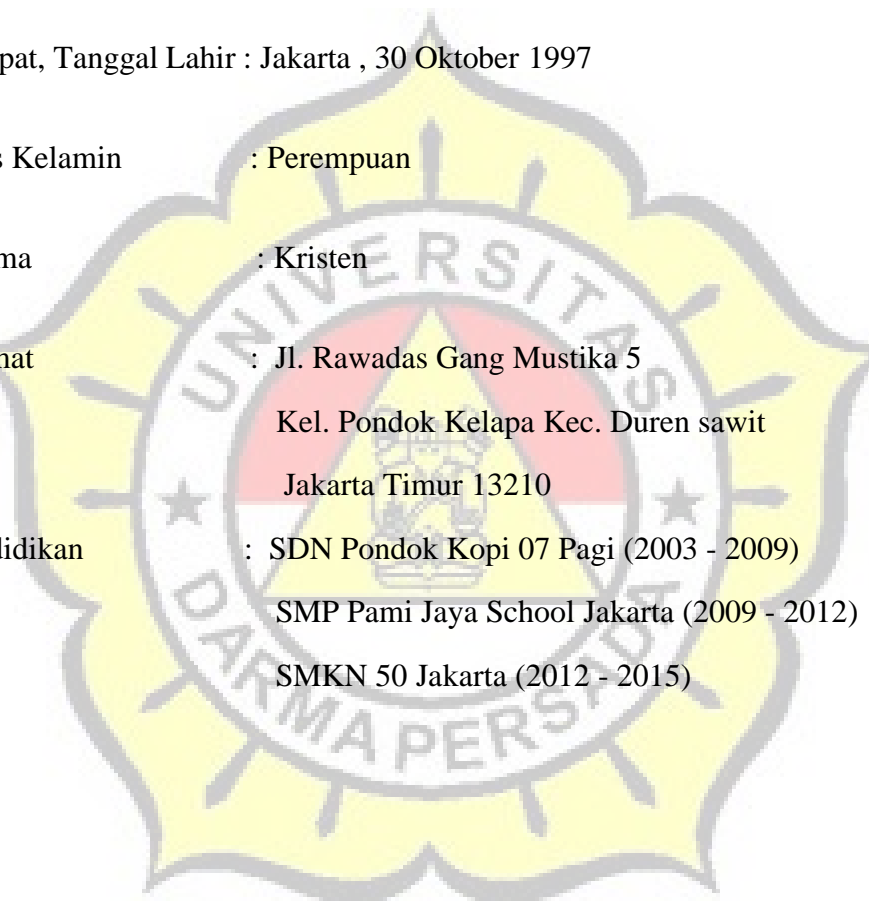 pat, Tanggal Lahir : Jakarta , 30 Oktober 1997
s Kelamin : Perempuan
ma : Kristen
nat : Jl. Rawadas Gang Mustika 5
Kel. Pondok Kelapa Kec. Duren sawit
Jakarta Timur 13210
didikan : SDN Pondok Kopi 07 Pagi (2003 - 2009)
SMP Pami Jaya School Jakarta (2009 - 2012)
SMKN 50 Jakarta (2012 - 2015)
UNIVERSITAS
DARMA PERSADA